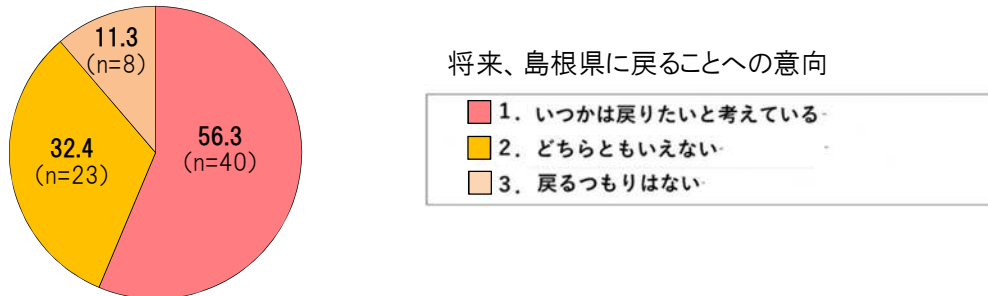 11.3
(n=8)
56.3
(n=40)
32.4
(n=23)
将来、島根県に戻ることへの意向
1. いつかは戻りたいと考えている
2. どちらともいえない
3. 戻るつもりはない